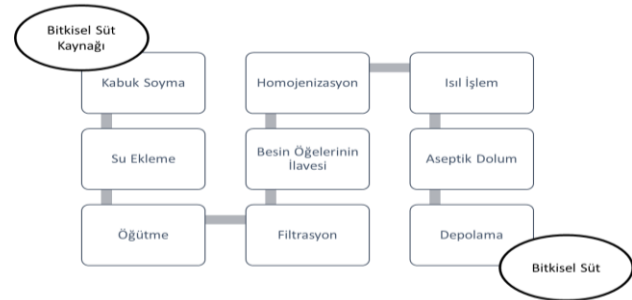 Bitkisel Süt
Kaynağı
Kabuk Soyma
Su Ekleme
Öğütme
Filtrasyon
Besin Öğelerinin
İlavesi
Homojenizasyon
Isıl İşlem
Aseptik Dolum
Depolama
Bitkisel Süt